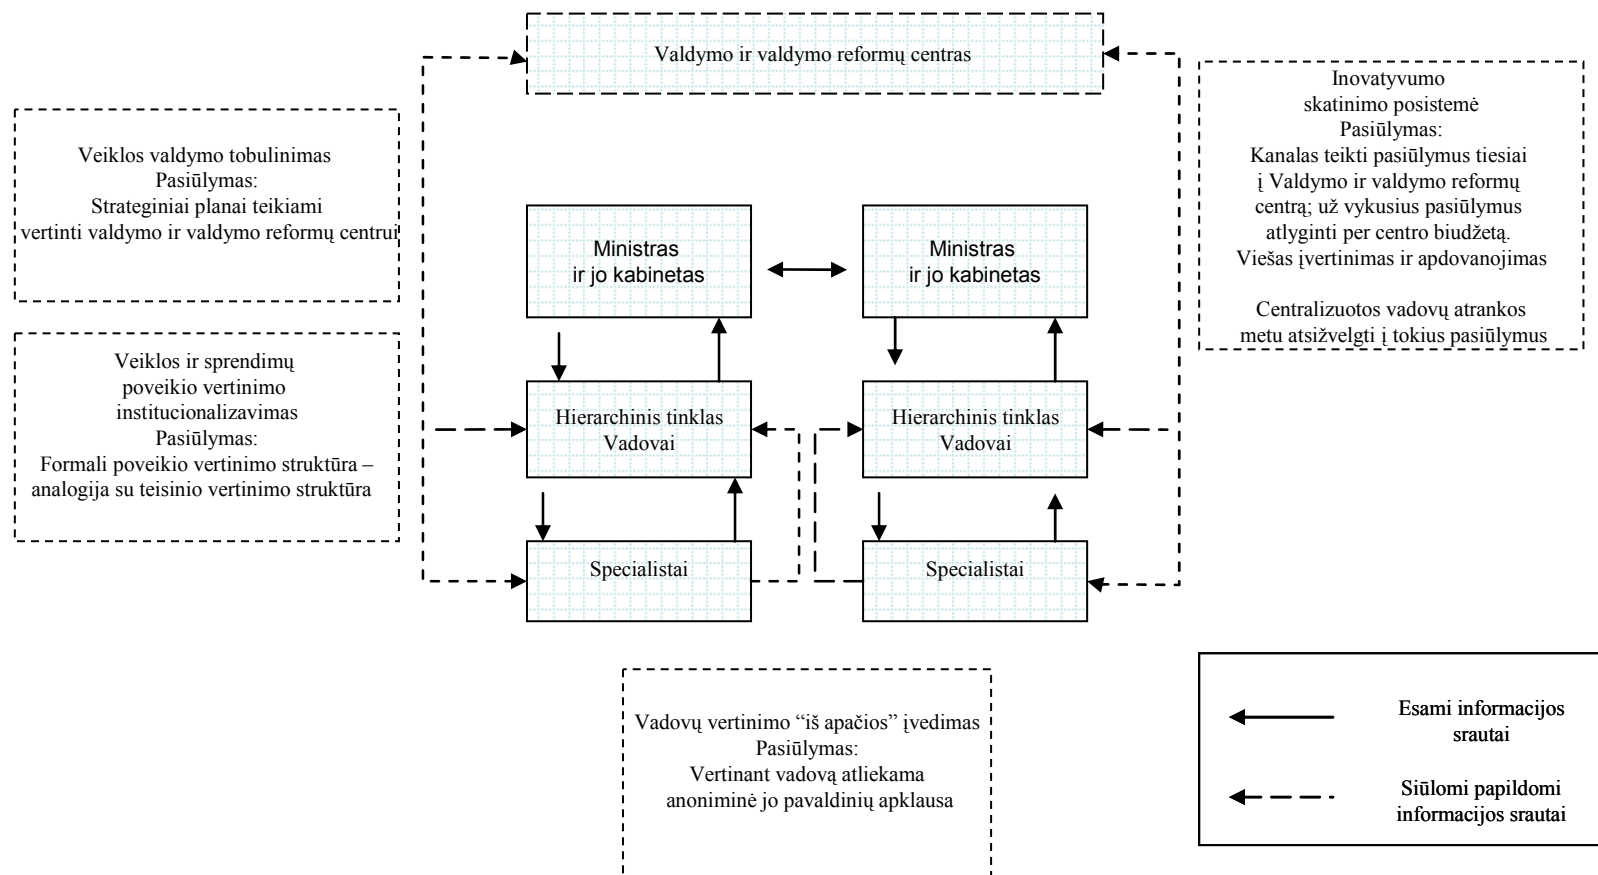 Valdymo ir valdymo reformų centras
Veiklos valdymo tobulinimas
Pasiūlymas:
Strateginiai planai teikiami
vertinti valdymo ir valdymo reformų centrui
Inovatyvumo
skatinimo posistemė
Pasiūlymas:
Kanalas teikti pasiūlymus tiesiai
į Valdymo ir valdymo reformų
centrą; už vykusius pasiūlymus
atlyginti per centro biudžetą.
Viešas įvertinimas ir apdovanojimas
Centralizuotos vadovų atrankos
metu atsižvelgti į tokius pasiūlymus
Ministras
ir jo kabinetas
Ministras
ir jo kabinetas
Veiklos ir sprendimų
poveikio vertinimo
institucionalizavimas
Pasiūlymas:
Formali poveikio vertinimo struktūra –
analogija su teisinio vertinimo struktūra
Hierarchinis tinklas
Vadovai
Hierarchinis tinklas
Vadovai
Specialistai
Specialistai
Vadovų vertinimo “iš apačios” įvedimas
Pasiūlymas:
Vertinant vadovą atliekama
anoniminė jo pavaldinių apklausa
Esami informacijos
srautai
Siūlomi papildomi
informacijos srautai